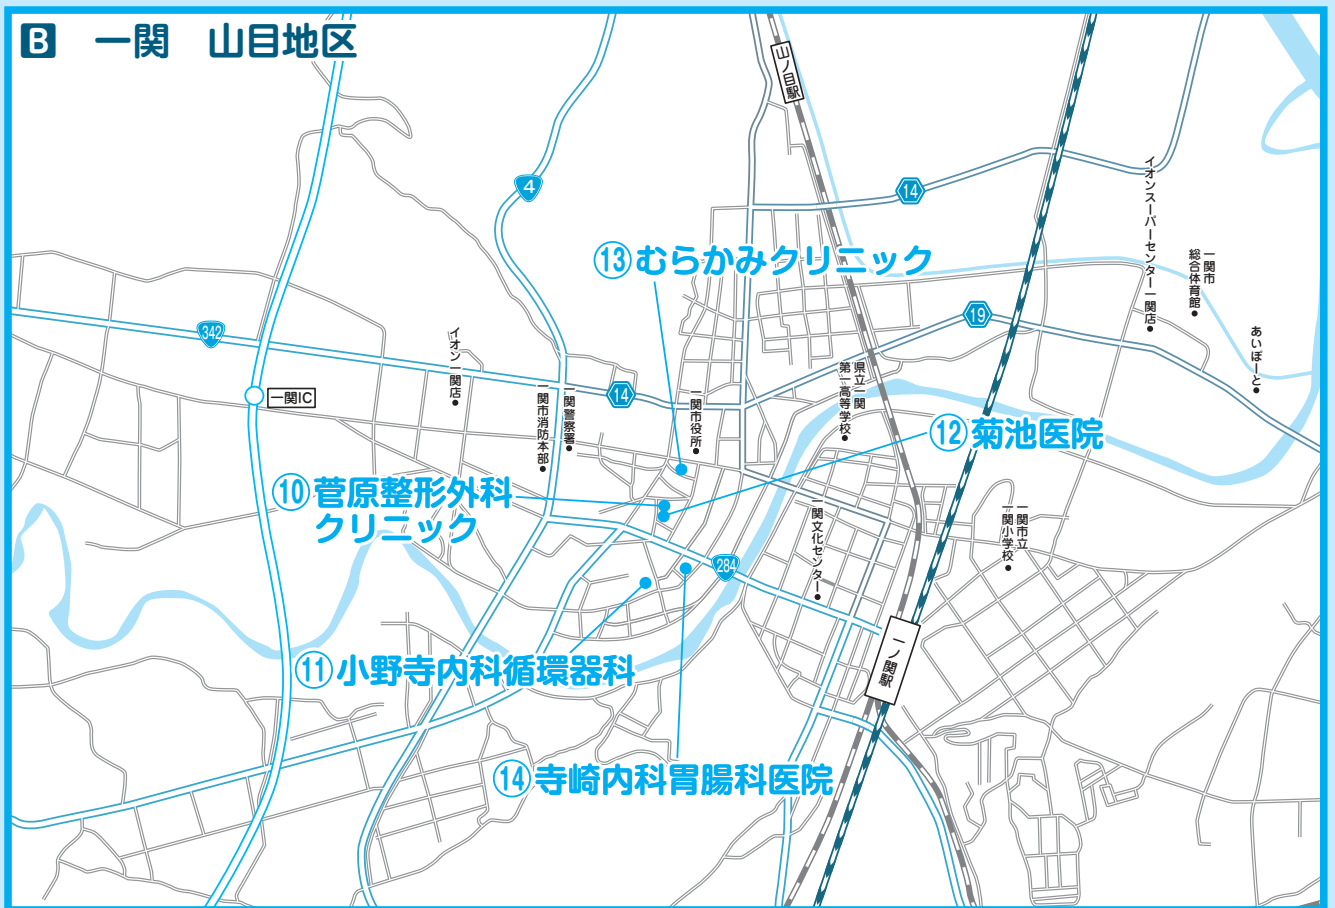 B 一関 山目地区
山ノ目駅
4
14
イオンスーパーセンター一関店
一関市
総合体育館
⑬むらかみクリニック
19
342
あいぽーと
イオン一関店
一関IC
14
一関市消防本部
一関警察署
一関市役所
県立一関
第一高等学校
⑫菊池医院
⑩菅原整形外科
クリニック
一関文化センター
一関市立
一関小学校
284
⑪小野寺内科循環器科
一ノ関駅
⑭寺崎内科胃腸科医院